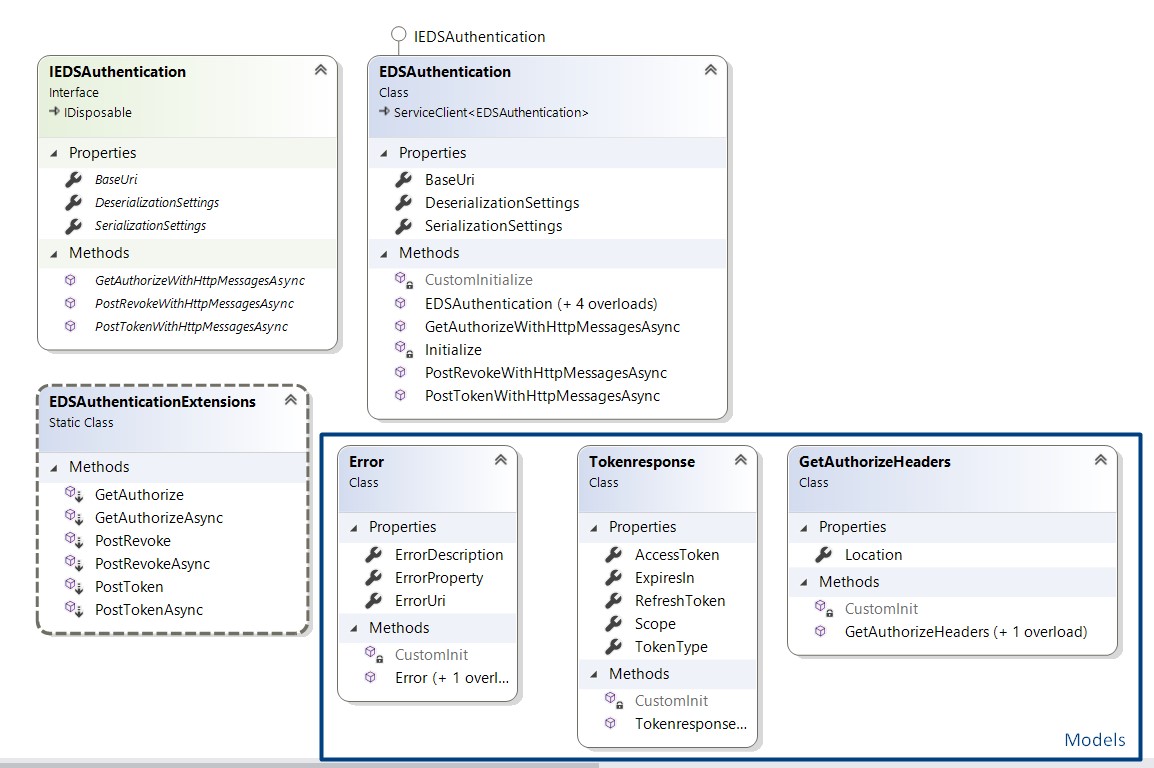 IEDSAuthentication
IEDSAuthentication
Interface
IDisposable
Properties
BaseUri
DeserializationSettings
SerializationSettings
Methods
GetAuthorizeWithHttpMessagesAsync
PostRevokeWithHttpMessagesAsync
PostTokenWithHttpMessagesAsync
EDSAuthentication
Class
ServiceClient<EDSAuthentication>
Properties
BaseUri
DeserializationSettings
SerializationSettings
Methods
CustomInitialize
EDSAuthentication (+ 4 overloads)
GetAuthorizeWithHttpMessagesAsync
Initialize
PostRevokeWithHttpMessagesAsync
PostTokenWithHttpMessagesAsync
EDSAuthenticationExtensions
Static Class
Methods
GetAuthorize
GetAuthorizeAsync
PostRevoke
PostRevokeAsync
PostToken
PostTokenAsync
Error
Class
Properties
ErrorDescription
ErrorProperty
ErrorUri
Methods
CustomInit
Error (+ 1 overl...
Tokenresponse
Class
Properties
AccessToken
ExpiresIn
RefreshToken
Scope
TokenType
Methods
CustomInit
Tokenresponse...
GetAuthorizeHeaders
Class
Properties
Location
Methods
CustomInit
GetAuthorizeHeaders (+ 1 overload)
Models